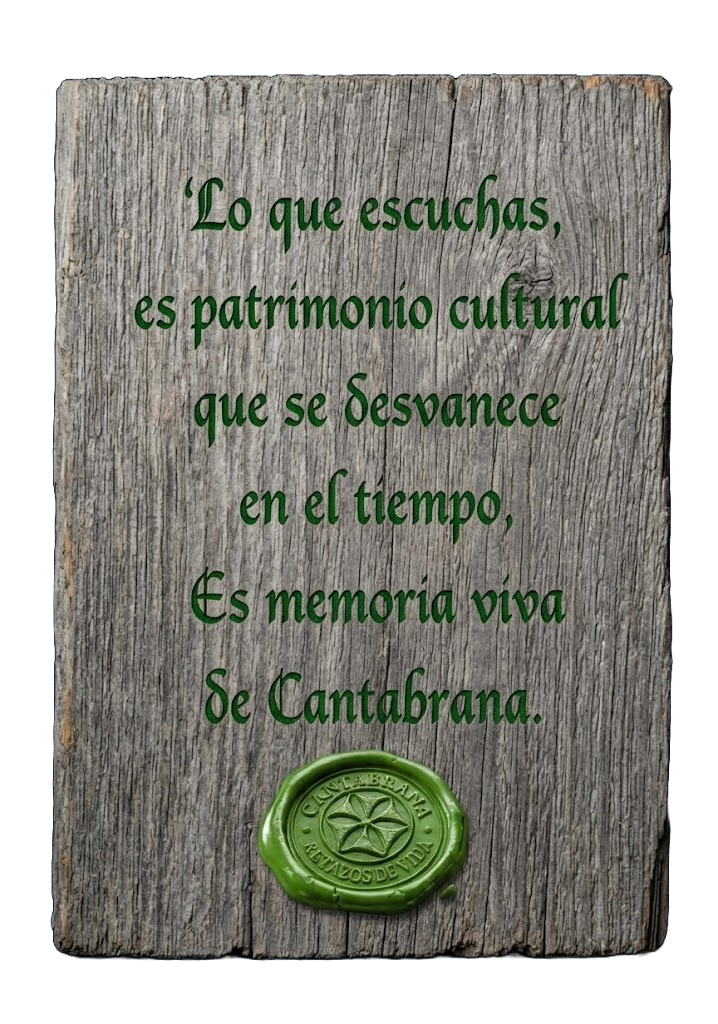 ‘Lo que escuchas,
es patrimonio cultural
que se desvanece
en el tiempo,
Es memoria viva
de Cantabrana.
CANTABRANA
RETAZOS DE VIDA